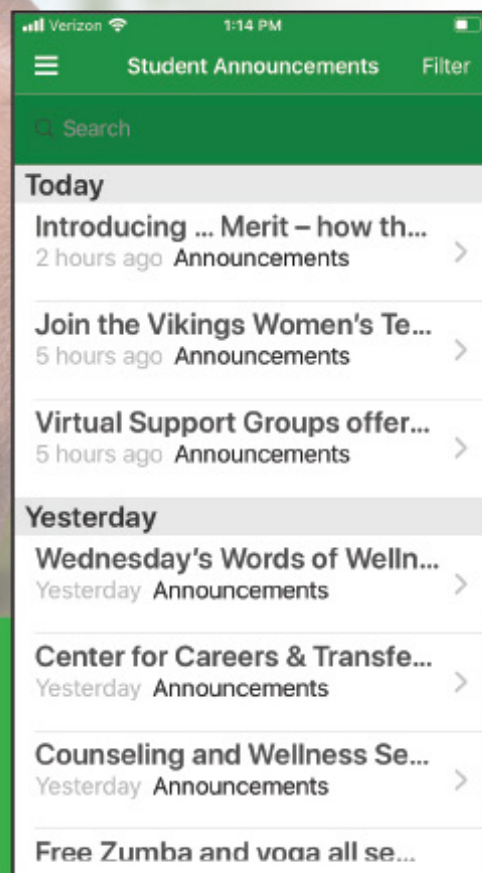 Verizon 1:14 PM
Student Announcements Filter
Search
Today
Introducing ... Merit – how th...
2 hours ago Announcements
Join the Vikings Women's Te...
5 hours ago Announcements
Virtual Support Groups offer...
5 hours ago Announcements
Yesterday
Wednesday's Words of Welln...
Yesterday Announcements
Center for Careers & Transfe...
Yesterday Announcements
Counseling and Wellness Se...
Yesterday Announcements
Free Zumba and yoga all se...